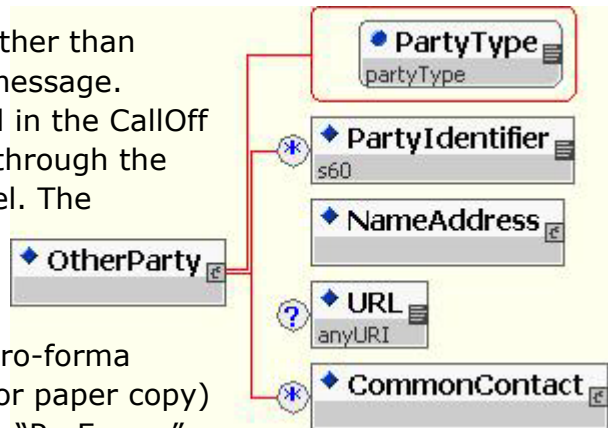 ther than
message.
in the CallOff
through the
el. The
ro-forma
or paper copy)
PartyType
partyType
PartyIdentifier
s60
NameAddress
OtherParty
URL
anyURI
CommonContact